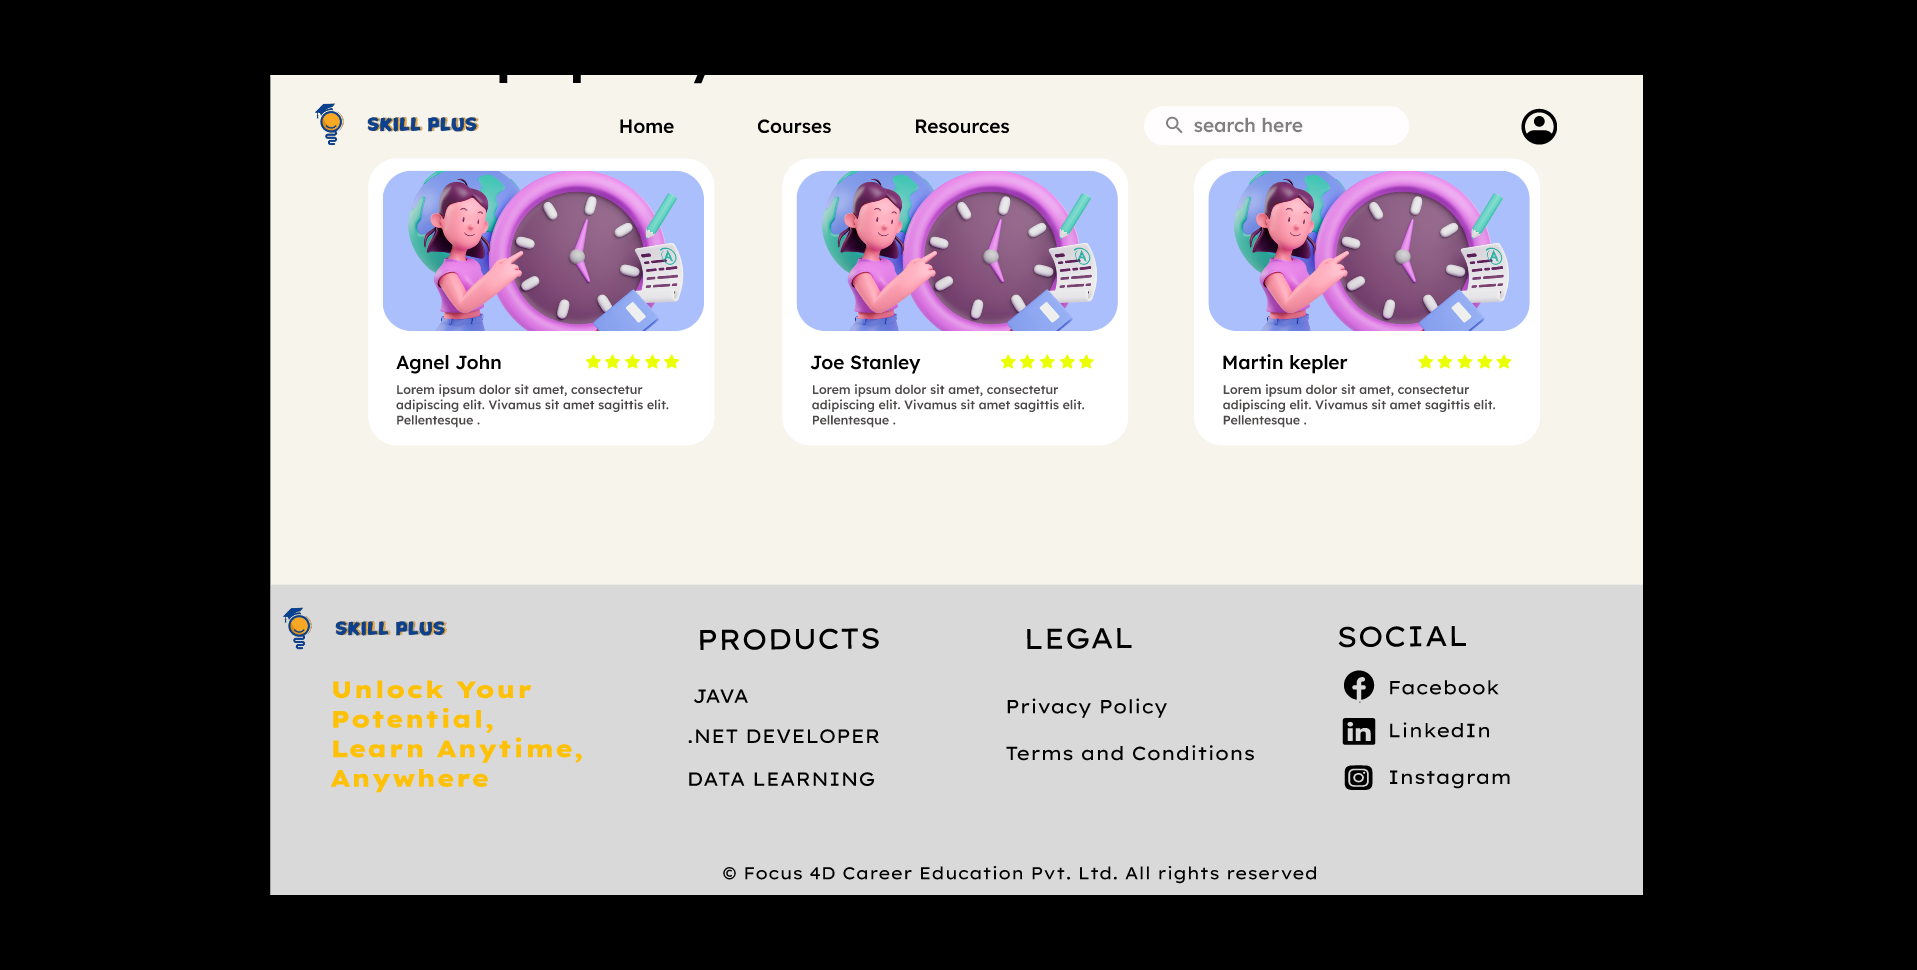 SKILL PLUS
Home
Courses
Resources
search here
A
A
A
Agnel John
Lorem ipsum dolor sit amet, consectetur
adipiscing elit. Vivamus sit amet sagittis elit.
Pellentesque .
Joe Stanley
Lorem ipsum dolor sit amet, consectetur
adipiscing elit. Vivamus sit amet sagittis elit.
Pellentesque .
Martin kepler
Lorem ipsum dolor sit amet, consectetur
adipiscing elit. Vivamus sit amet sagittis elit.
Pellentesque .
SKILL PLUS
Unlock Your
Potential,
Learn Anytime,
Anywhere
PRODUCTS
JAVA
.NET DEVELOPER
DATA LEARNING
LEGAL
Privacy Policy
Terms and Conditions
SOCIAL
Facebook
LinkedIn
Instagram
© Focus 4D Career Education Pvt. Ltd. All rights reserved